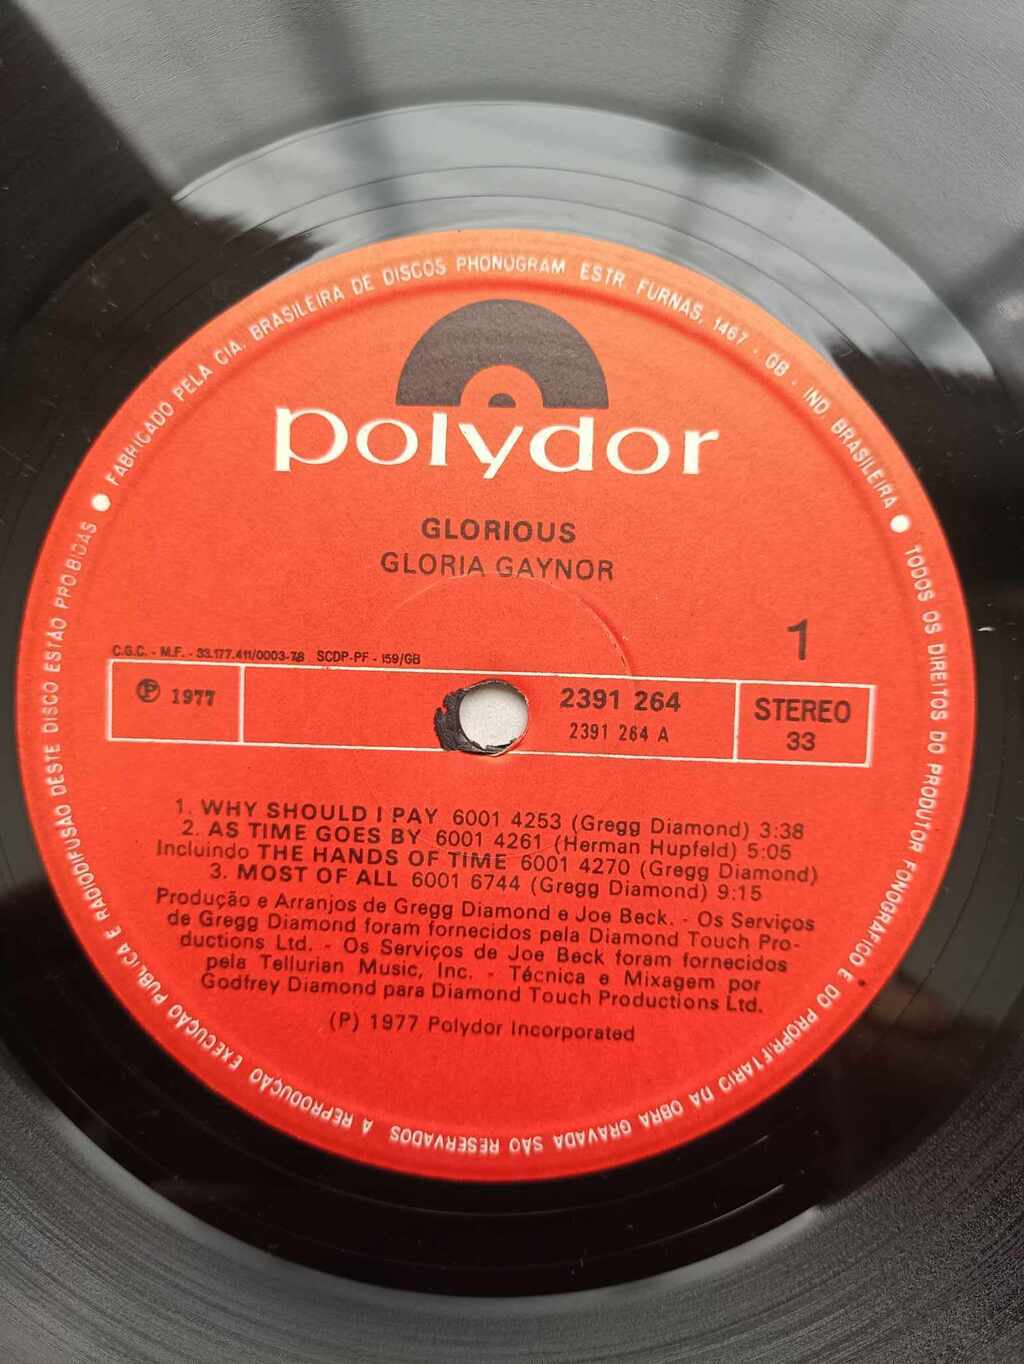 FABRICADO PELA CIA. BRASILEIRA DE DISCOS PHONOGRAM ESTR. FURNAS, 1467 - GB - IND. BRASILEIRA
TODOS OS DIREITOS DO PRODUTOR FONOGRÁFICO E DO PROPRIETÁRIO DA OBRA GRAVADA SÃO RESERVADOS A REPRODUÇÃO EXECUÇÃO PÚBLICA E RADIODIFUSÃO DESTE DISCO ESTÃO PROIBIDAS
polydor
GLORIOUS
GLORIA GAYNOR
1
C.G.C. - M.F. - 33.177.411/0003-78 SCDP-PF - 159/GB
℗ 1977
2391 264
2391 264 A
STEREO
33
1. WHY SHOULD I PAY 6001 4253 (Gregg Diamond) 3:38
2. AS TIME GOES BY 6001 4261 (Herman Hupfeld) 5:05
Incluindo THE HANDS OF TIME 6001 4270 (Gregg Diamond)
3. MOST OF ALL 6001 6744 (Gregg Diamond) 9:15
Produção e Arranjos de Gregg Diamond e Joe Beck. - Os Serviços
de Gregg Diamond foram fornecidos pela Diamond Touch Pro-
ductions Ltd. - Os Serviços de Joe Beck foram fornecidos
pela Tellurian Music, Inc. - Técnica e Mixagem por
Godfrey Diamond para Diamond Touch Productions Ltd.
(P) 1977 Polydor Incorporated